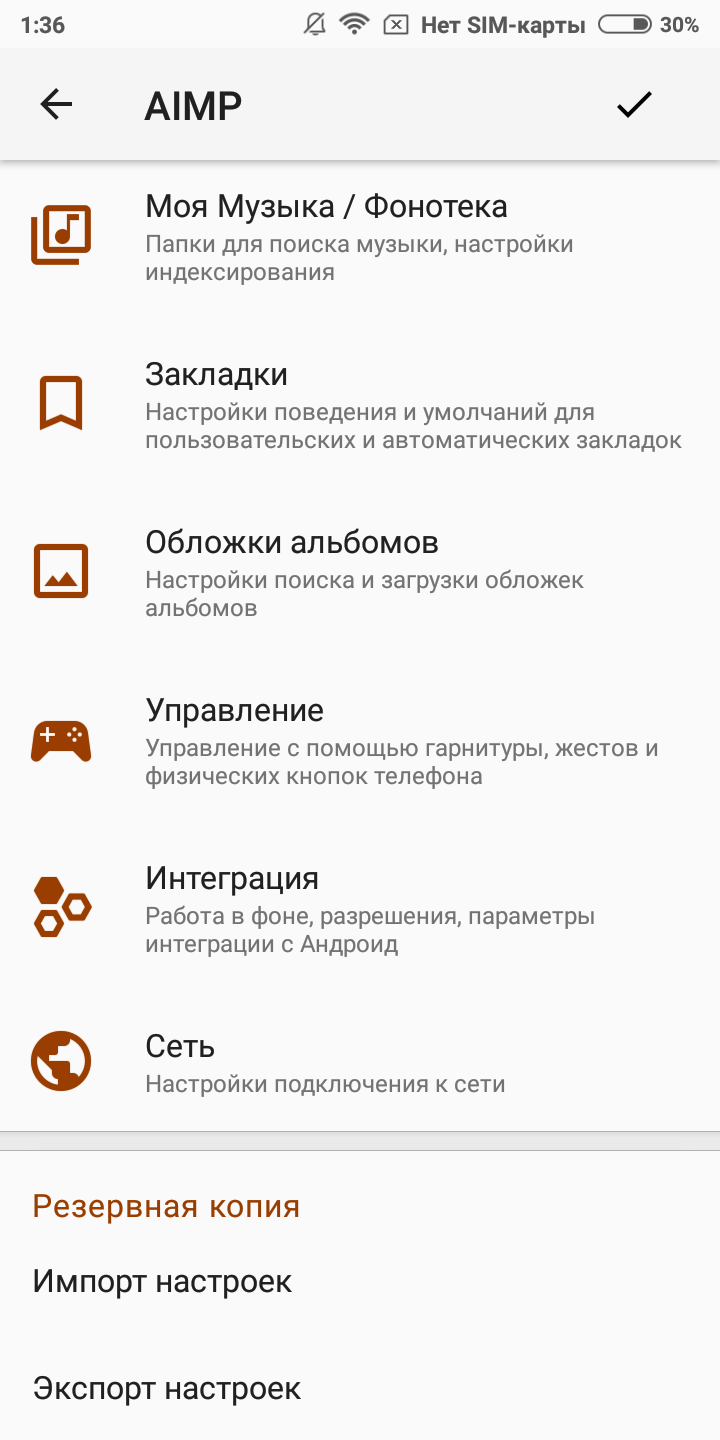 1:36 Нет SIM-карты 30%
AIMP
Моя Музыка / Фонотека
Папки для поиска музыки, настройки
индексирования
Закладки
Настройки поведения и умолчаний для
пользовательских и автоматических закладок
Обложки альбомов
Настройки поиска и загрузки обложек
альбомов
Управление
Управление с помощью гарнитуры, жестов и
физических кнопок телефона
Интеграция
Работа в фоне, разрешения, параметры
интеграции с Андроид
Сеть
Настройки подключения к сети
Резервная копия
Импорт настроек
Экспорт настроек